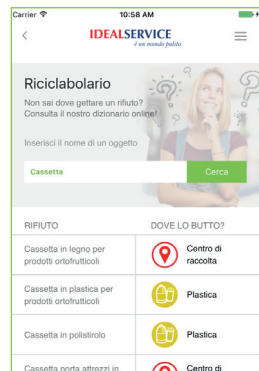 Carrier 10:58 AM
IDEALSERVICE
è un mondo pulito
Riciclabolario
Non sai dove gettare un rifiuto?
Consulta il nostro dizionario online!
Inserisci il nome di un oggetto
Cassetta Cerca
RIFIUTO DOVE LO BUTTO?
Cassetta in legno per
prodotti ortofrutticoli
Centro di
raccolta
Cassetta in plastica per
prodotti ortofrutticoli
Plastica
Cassetta in polistirolo Plastica
Cassetta porta attrezzi in Centro di